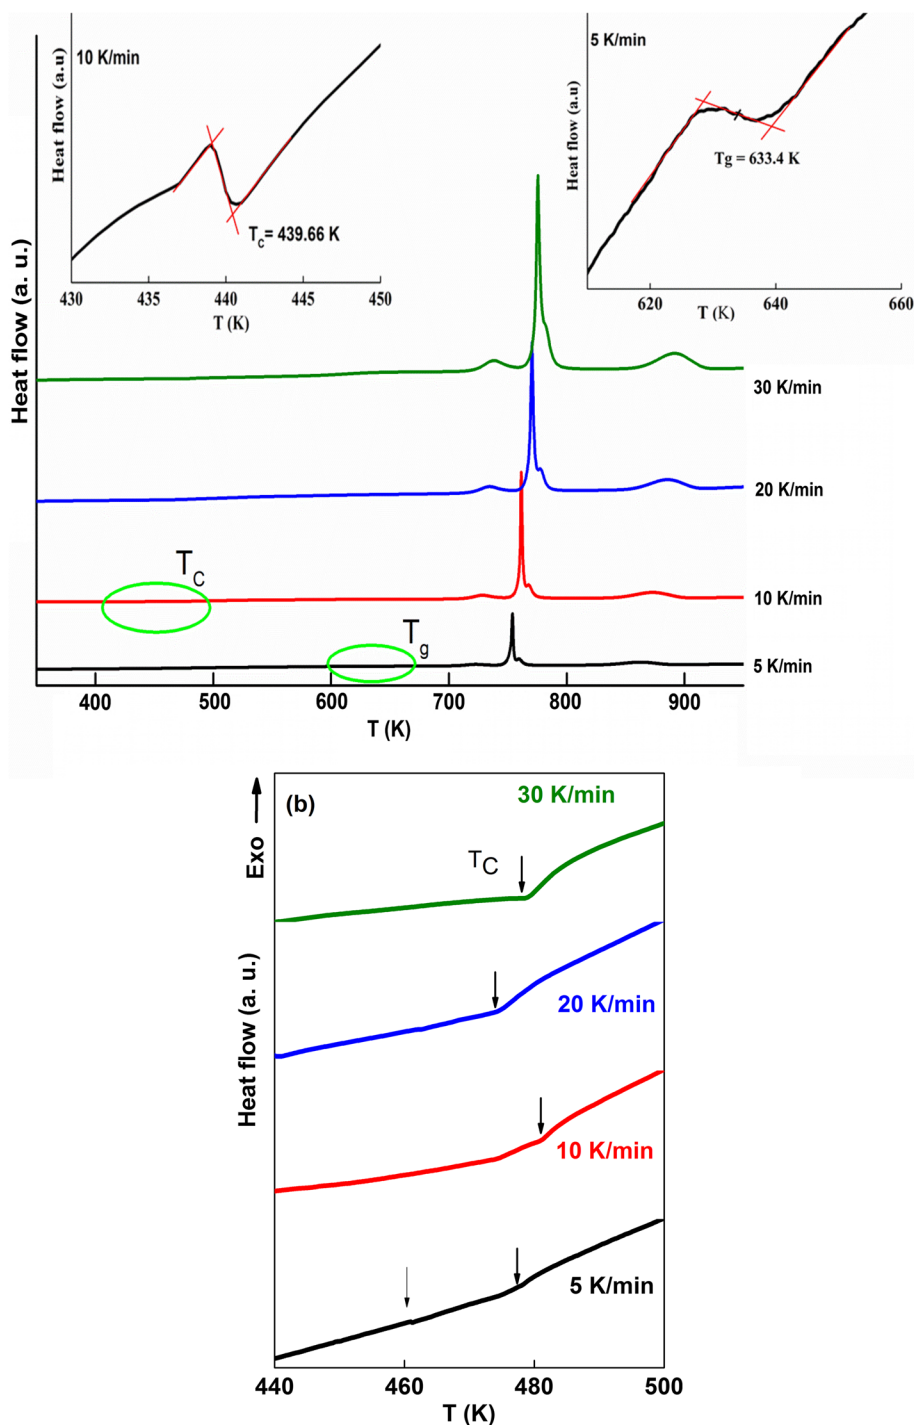 10 K/min
Heat flow (a.u)
T_C= 439.66 K
430 435 440 445 450
T (K)
5 K/min
Heat flow (a.u)
Tg = 633.4 K
620 640 660
T (K)
Heat flow (a. u.)
30 K/min
20 K/min
T_C
10 K/min
T_g
5 K/min
400 500 600 700 800 900
T (K)
(b)
Exo
Heat flow (a. u.)
30 K/min
T_C
20 K/min
10 K/min
5 K/min
440 460 480 500
T (K)